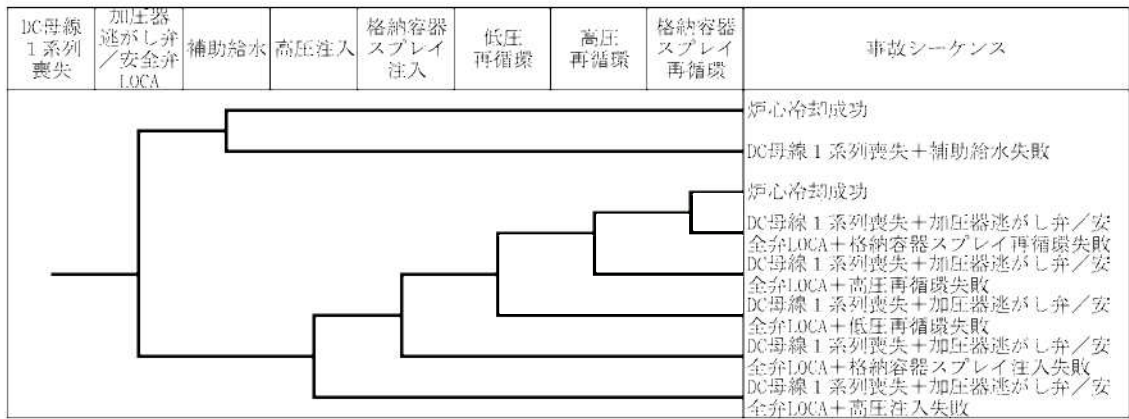 DC母線
1系列
喪失
加圧器
逃がし弁
／安全弁
LOCA
補助給水
高圧注入
格納容器
スプレイ
注入
低圧
再循環
高圧
再循環
格納容器
スプレイ
再循環
事故シーケンス
炉心冷却成功
DC母線1系列喪失＋補助給水失敗
炉心冷却成功
DC母線1系列喪失＋加圧器逃がし弁／安
全弁LOCA＋格納容器スプレイ再循環失敗
DC母線1系列喪失＋加圧器逃がし弁／安
全弁LOCA＋高圧再循環失敗
DC母線1系列喪失＋加圧器逃がし弁／安
全弁LOCA＋低圧再循環失敗
DC母線1系列喪失＋加圧器逃がし弁／安
全弁LOCA＋格納容器スプレイ注入失敗
DC母線1系列喪失＋加圧器逃がし弁／安
全弁LOCA＋高圧注入失敗